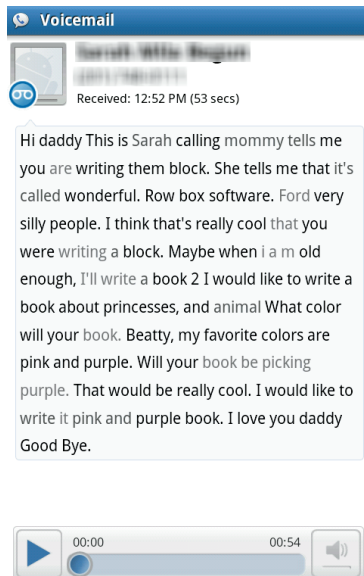 Voicemail
Received: 12:52 PM (53 secs)
Hi daddy This is Sarah calling mommy tells me
you are writing them block. She tells me that it's
called wonderful. Row box software. Ford very
silly people. I think that's really cool that you
were writing a block. Maybe when i a m old
enough, I'll write a book 2 I would like to write a
book about princesses, and animal What color
will your book. Beatty, my favorite colors are
pink and purple. Will your book be picking
purple. That would be really cool. I would like to
write it pink and purple book. I love you daddy
Good Bye.
00:00 00:54